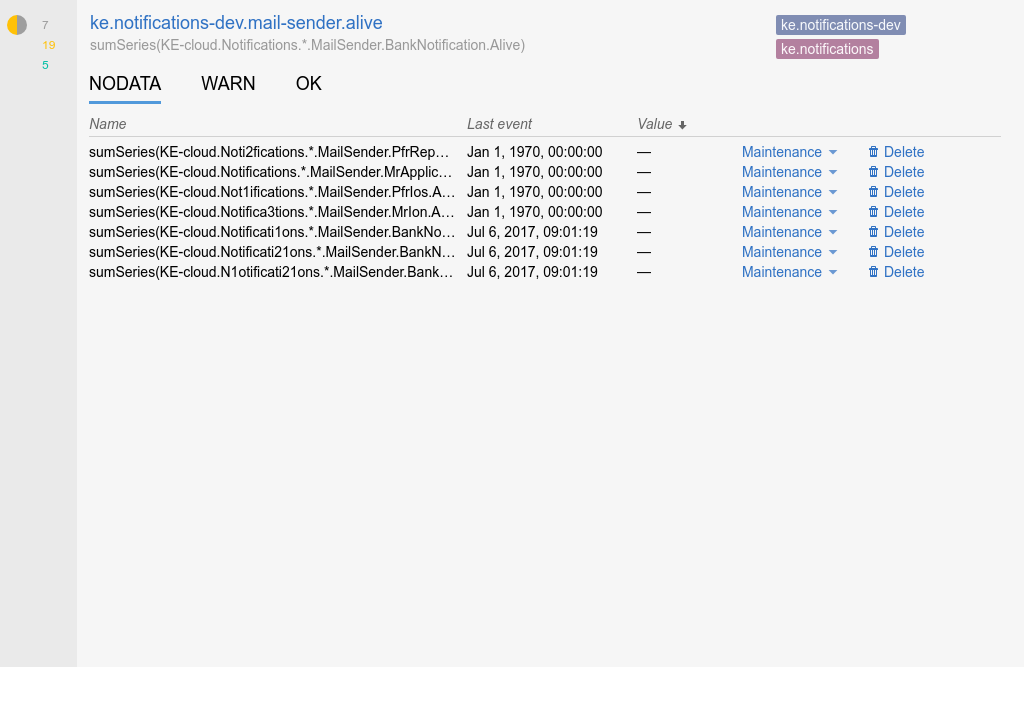 7
19
5
ke.notifications-dev.mail-sender.alive
sumSeries(KE-cloud.Notifications.*.MailSender.BankNotification.Alive)
ke.notifications-dev
ke.notifications
NODATA WARN OK
Name Last event Value
sumSeries(KE-cloud.Noti2fications.*.MailSender.PfrRep… Jan 1, 1970, 00:00:00 — Maintenance Delete
sumSeries(KE-cloud.Notifications.*.MailSender.MrApplic… Jan 1, 1970, 00:00:00 — Maintenance Delete
sumSeries(KE-cloud.Not1ifications.*.MailSender.PfrIos.A… Jan 1, 1970, 00:00:00 — Maintenance Delete
sumSeries(KE-cloud.Notifica3tions.*.MailSender.MrIon.A… Jan 1, 1970, 00:00:00 — Maintenance Delete
sumSeries(KE-cloud.Notificati1ons.*.MailSender.BankNo… Jul 6, 2017, 09:01:19 — Maintenance Delete
sumSeries(KE-cloud.Notificati21ons.*.MailSender.BankN… Jul 6, 2017, 09:01:19 — Maintenance Delete
sumSeries(KE-cloud.N1otificati21ons.*.MailSender.Bank… Jul 6, 2017, 09:01:19 — Maintenance Delete